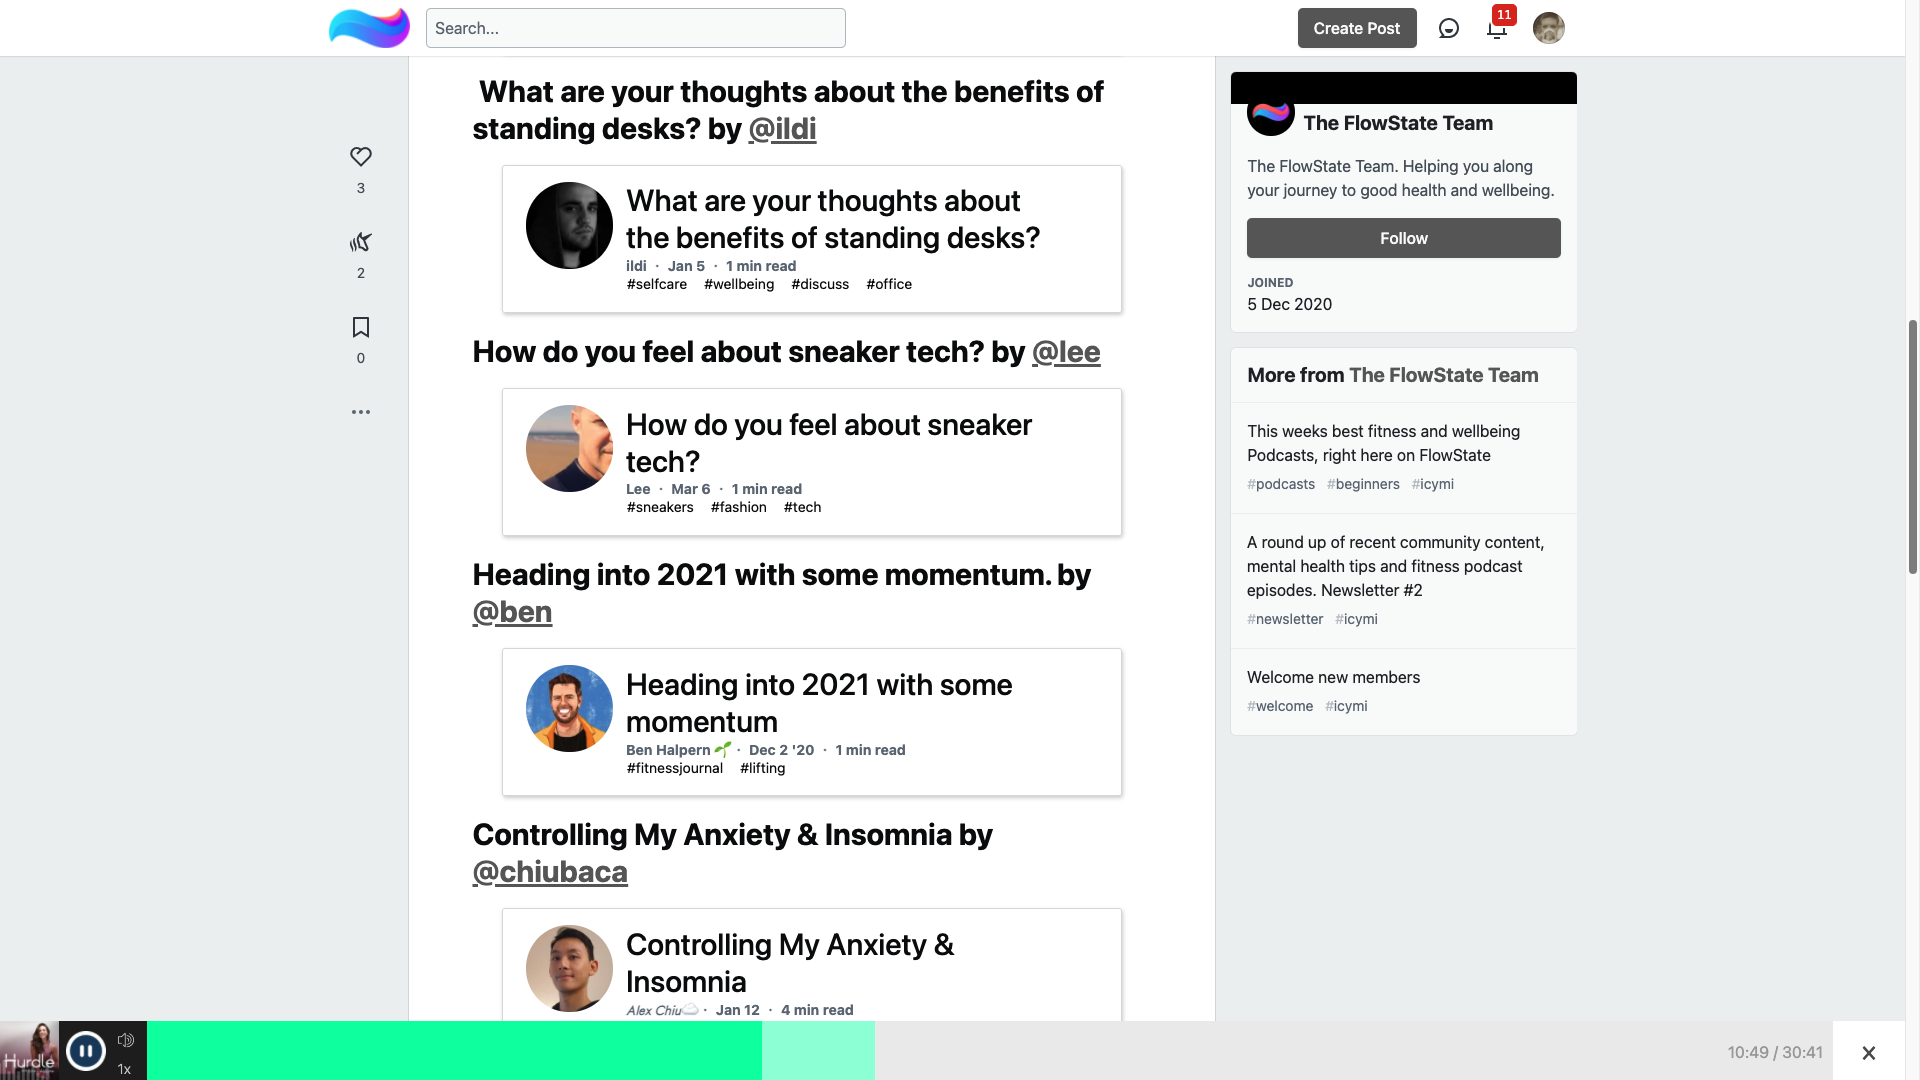 Search...
Create Post
11
3
2
0
What are your thoughts about the benefits of
standing desks? by @ildi
What are your thoughts about
the benefits of standing desks?
ildi · Jan 5 · 1 min read
#selfcare #wellbeing #discuss #office
How do you feel about sneaker tech? by @lee
How do you feel about sneaker
tech?
Lee · Mar 6 · 1 min read
#sneakers #fashion #tech
Heading into 2021 with some momentum. by
@ben
Heading into 2021 with some
momentum
Ben Halpern 🌱 · Dec 2 '20 · 1 min read
#fitnessjournal #lifting
Controlling My Anxiety & Insomnia by
@chiubaca
Controlling My Anxiety &
Insomnia
Alex Chiu☁️ · Jan 12 · 4 min read
The FlowState Team
The FlowState Team. Helping you along
your journey to good health and wellbeing.
Follow
JOINED
5 Dec 2020
More from The FlowState Team
This weeks best fitness and wellbeing
Podcasts, right here on FlowState
#podcasts #beginners #icymi
A round up of recent community content,
mental health tips and fitness podcast
episodes. Newsletter #2
#newsletter #icymi
Welcome new members
#welcome #icymi
Hurdle
1x
10:49 / 30:41